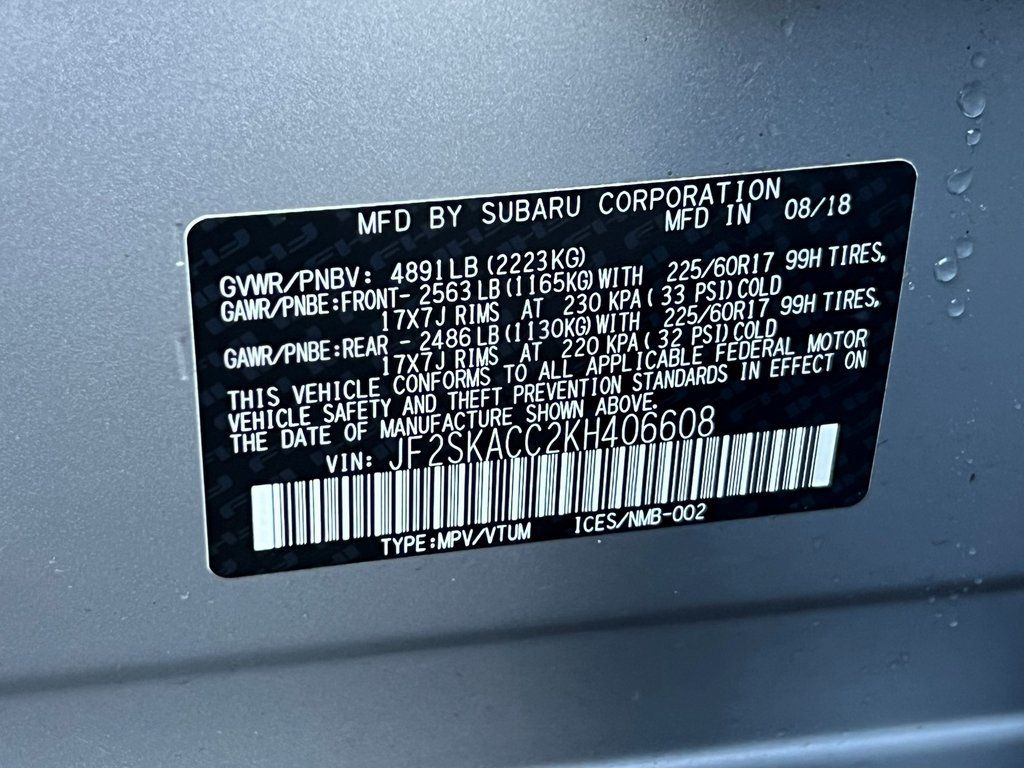 MFD BY SUBARU CORPORATION
MFD IN 08/18
GVWR/PNBV: 4891LB (2223KG)
GAWR/PNBE:FRONT- 2563LB(1165KG)WITH 225/60R17 99H TIRES,
17X7J RIMS AT 230 KPA( 33 PSI)COLD
GAWR/PNBE:REAR - 2486LB(1130KG)WITH 225/60R17 99H TIRES,
17X7J RIMS AT 220 KPA( 32 PSI)COLD
THIS VEHICLE CONFORMS TO ALL APPLICABLE FEDERAL MOTOR
VEHICLE SAFETY AND THEFT PREVENTION STANDARDS IN EFFECT ON
THE DATE OF MANUFACTURE SHOWN ABOVE.
VIN: JF2SKACC2KH406608
TYPE:MPV/VTUM ICES/NMB-002